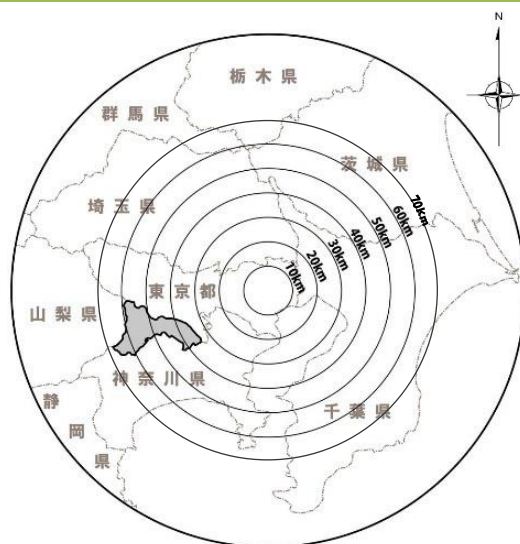 N
栃木県
群馬県
茨城県
埼玉県
70km
60km
50km
40km
30km
20km
10km
東京都
山梨県
神奈川県
静岡県
千葉県